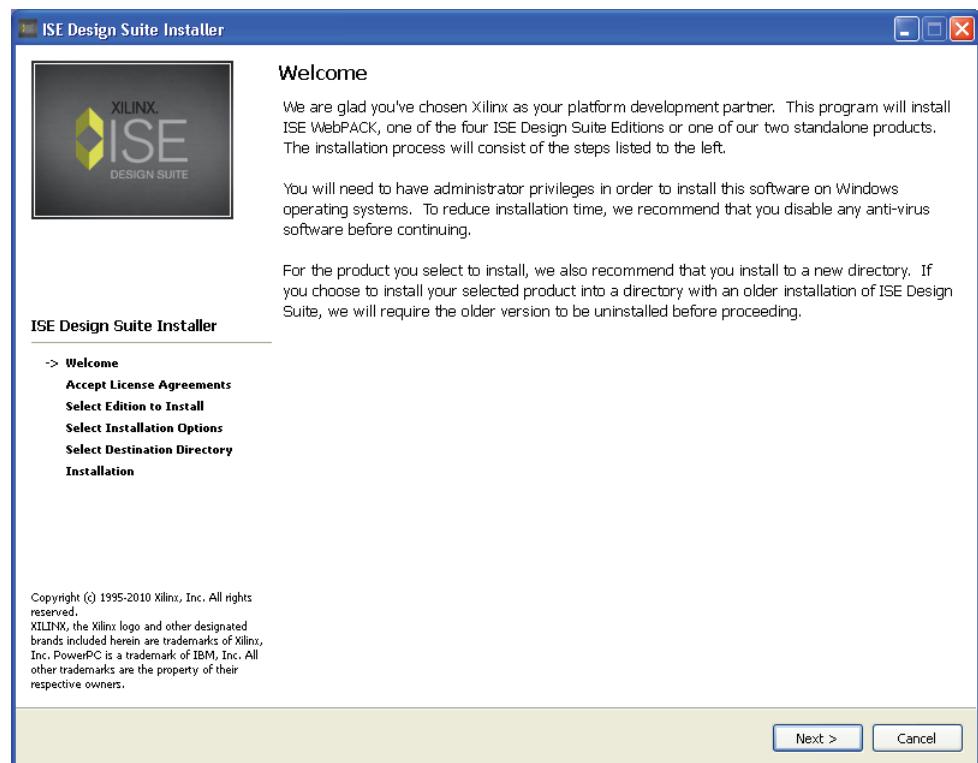 ISE Design Suite Installer
XILINX.
ISE
DESIGN SUITE
Welcome
We are glad you've chosen Xilinx as your platform development partner. This program will install
ISE WebPACK, one of the four ISE Design Suite Editions or one of our two standalone products.
The installation process will consist of the steps listed to the left.
You will need to have administrator privileges in order to install this software on Windows
operating systems. To reduce installation time, we recommend that you disable any anti-virus
software before continuing.
For the product you select to install, we also recommend that you install to a new directory. If
you choose to install your selected product into a directory with an older installation of ISE Design
Suite, we will require the older version to be uninstalled before proceeding.
ISE Design Suite Installer
-> Welcome
Accept License Agreements
Select Edition to Install
Select Installation Options
Select Destination Directory
Installation
Copyright (c) 1995-2010 Xilinx, Inc. All rights
reserved.
XILINX, the Xilinx logo and other designated
brands included herein are trademarks of Xilinx,
Inc. PowerPC is a trademark of IBM, Inc. All
other trademarks are the property of their
respective owners.
Next >
Cancel